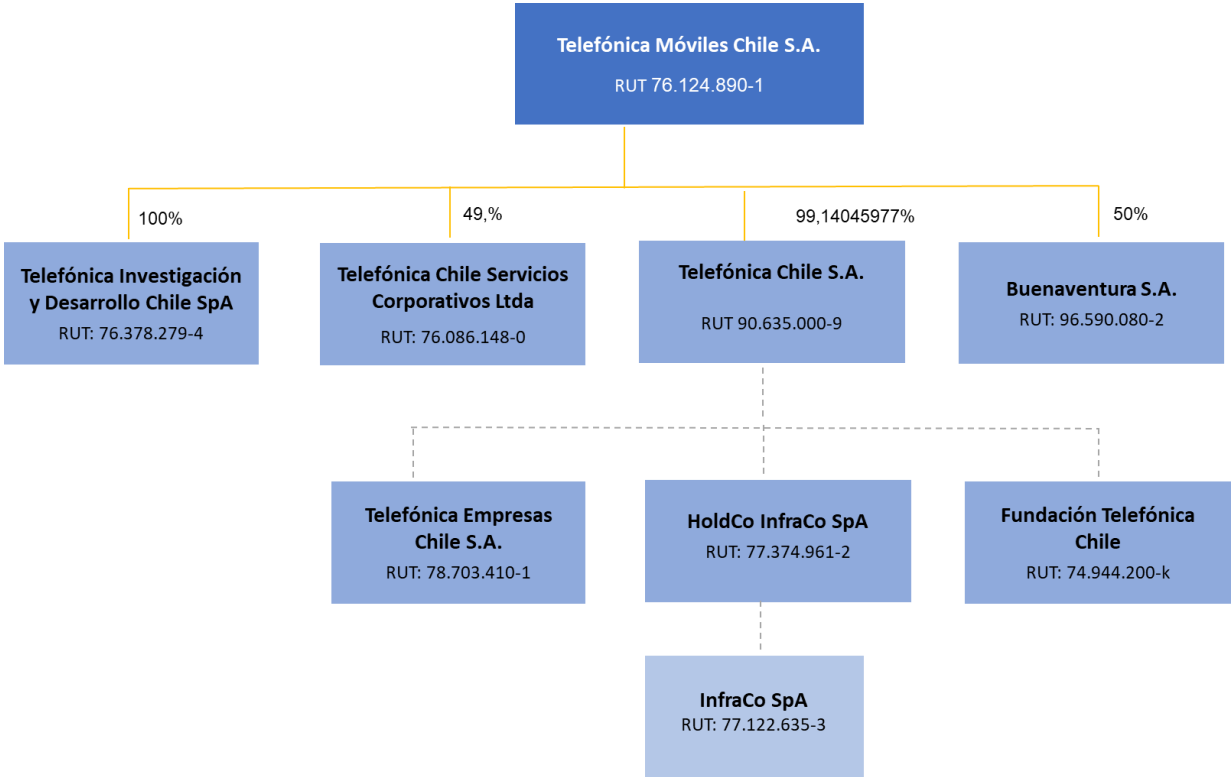 Telefónica Móviles Chile S.A.
RUT 76.124.890-1
100%
49,%
99,14045977%
50%
Telefónica Investigación
y Desarrollo Chile SpA
RUT: 76.378.279-4
Telefónica Chile Servicios
Corporativos Ltda
RUT: 76.086.148-0
Telefónica Chile S.A.
RUT 90.635.000-9
Buenaventura S.A.
RUT: 96.590.080-2
Telefónica Empresas
Chile S.A.
RUT: 78.703.410-1
HoldCo InfraCo SpA
RUT: 77.374.961-2
Fundación Telefónica
Chile
RUT: 74.944.200-k
InfraCo SpA
RUT: 77.122.635-3